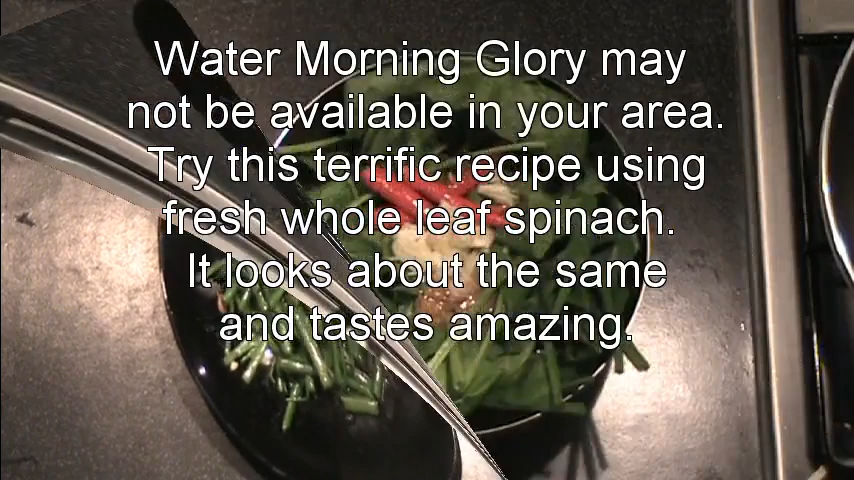 Water Morning Glory may
not be available in your area.
Try this terrific recipe using
fresh whole leaf spinach.
It looks about the same
and tastes amazing.